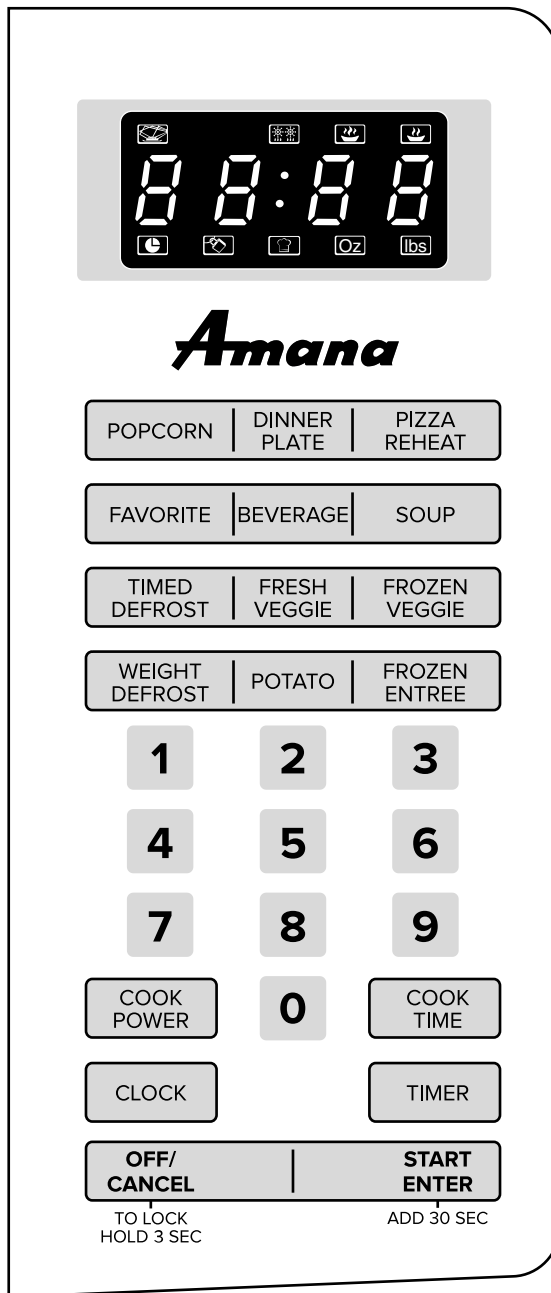 88:88
Oz lbs
Amana
POPCORN DINNER PLATE PIZZA REHEAT
FAVORITE BEVERAGE SOUP
TIMED DEFROST FRESH VEGGIE FROZEN VEGGIE
WEIGHT DEFROST POTATO FROZEN ENTREE
1 2 3
4 5 6
7 8 9
COOK POWER 0 COOK TIME
CLOCK TIMER
OFF/ CANCEL START ENTER
TO LOCK HOLD 3 SEC ADD 30 SEC